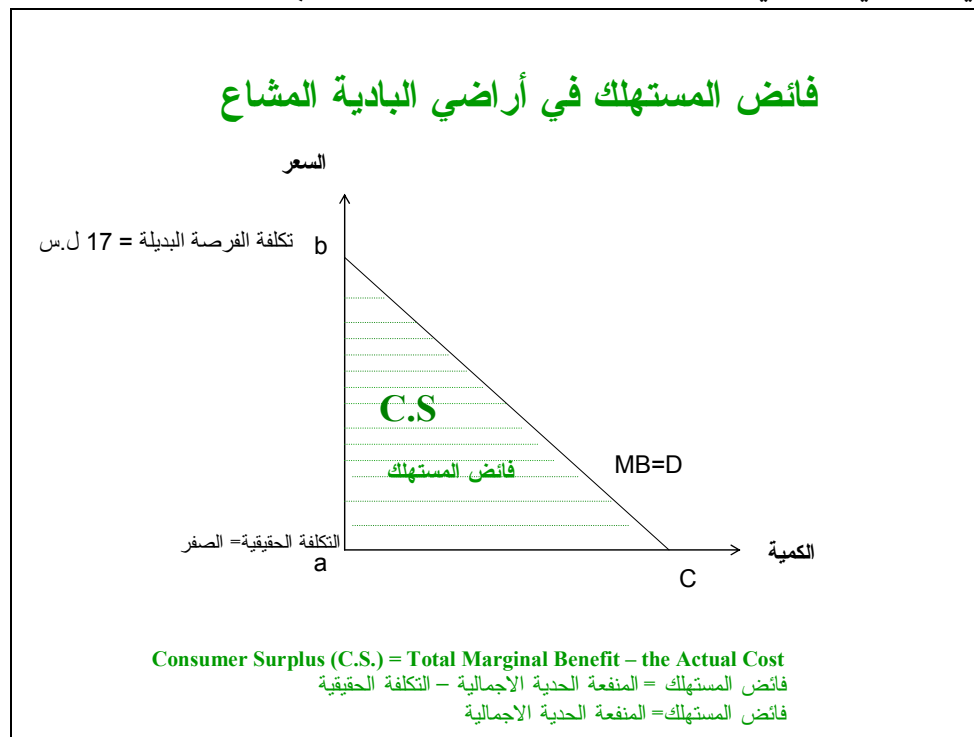 فائض المستهلك في أراضي البادية المشاع
السعر
تكلفة الفرصة البديلة = 17 ل.س
b
C.S
فائض المستهلك
MB=D
التكلفة الحقيقية= الصفر
a
الكمية
C
Consumer Surplus (C.S.) = Total Marginal Benefit – the Actual Cost
فائض المستهلك = المنفعة الحدية الاجمالية – التكلفة الحقيقية
فائض المستهلك= المنفعة الحدية الاجمالية